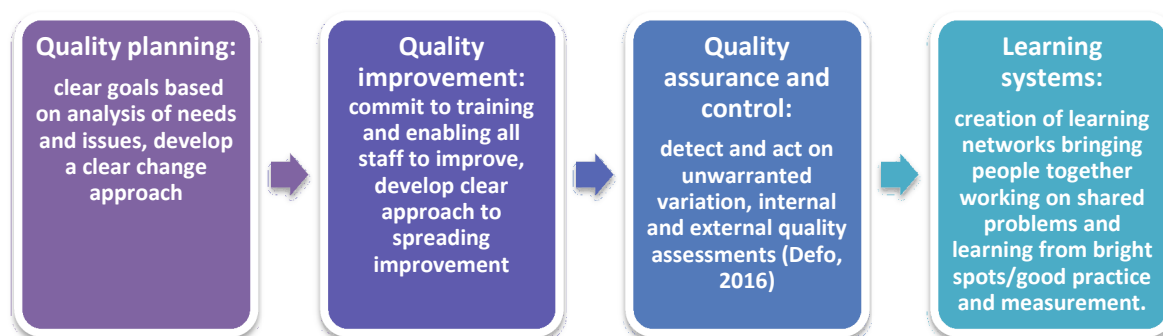 Quality planning:
clear goals based
on analysis of needs
and issues, develop
a clear change
approach
Quality
improvement:
commit to training
and enabling all
staff to improve,
develop clear
approach to
spreading
improvement
Quality
assurance and
control:
detect and act on
unwarranted
variation, internal
and external quality
assessments (Defo,
2016)
Learning
systems:
creation of learning
networks bringing
people together
working on shared
problems and
learning from bright
spots/good practice
and measurement.